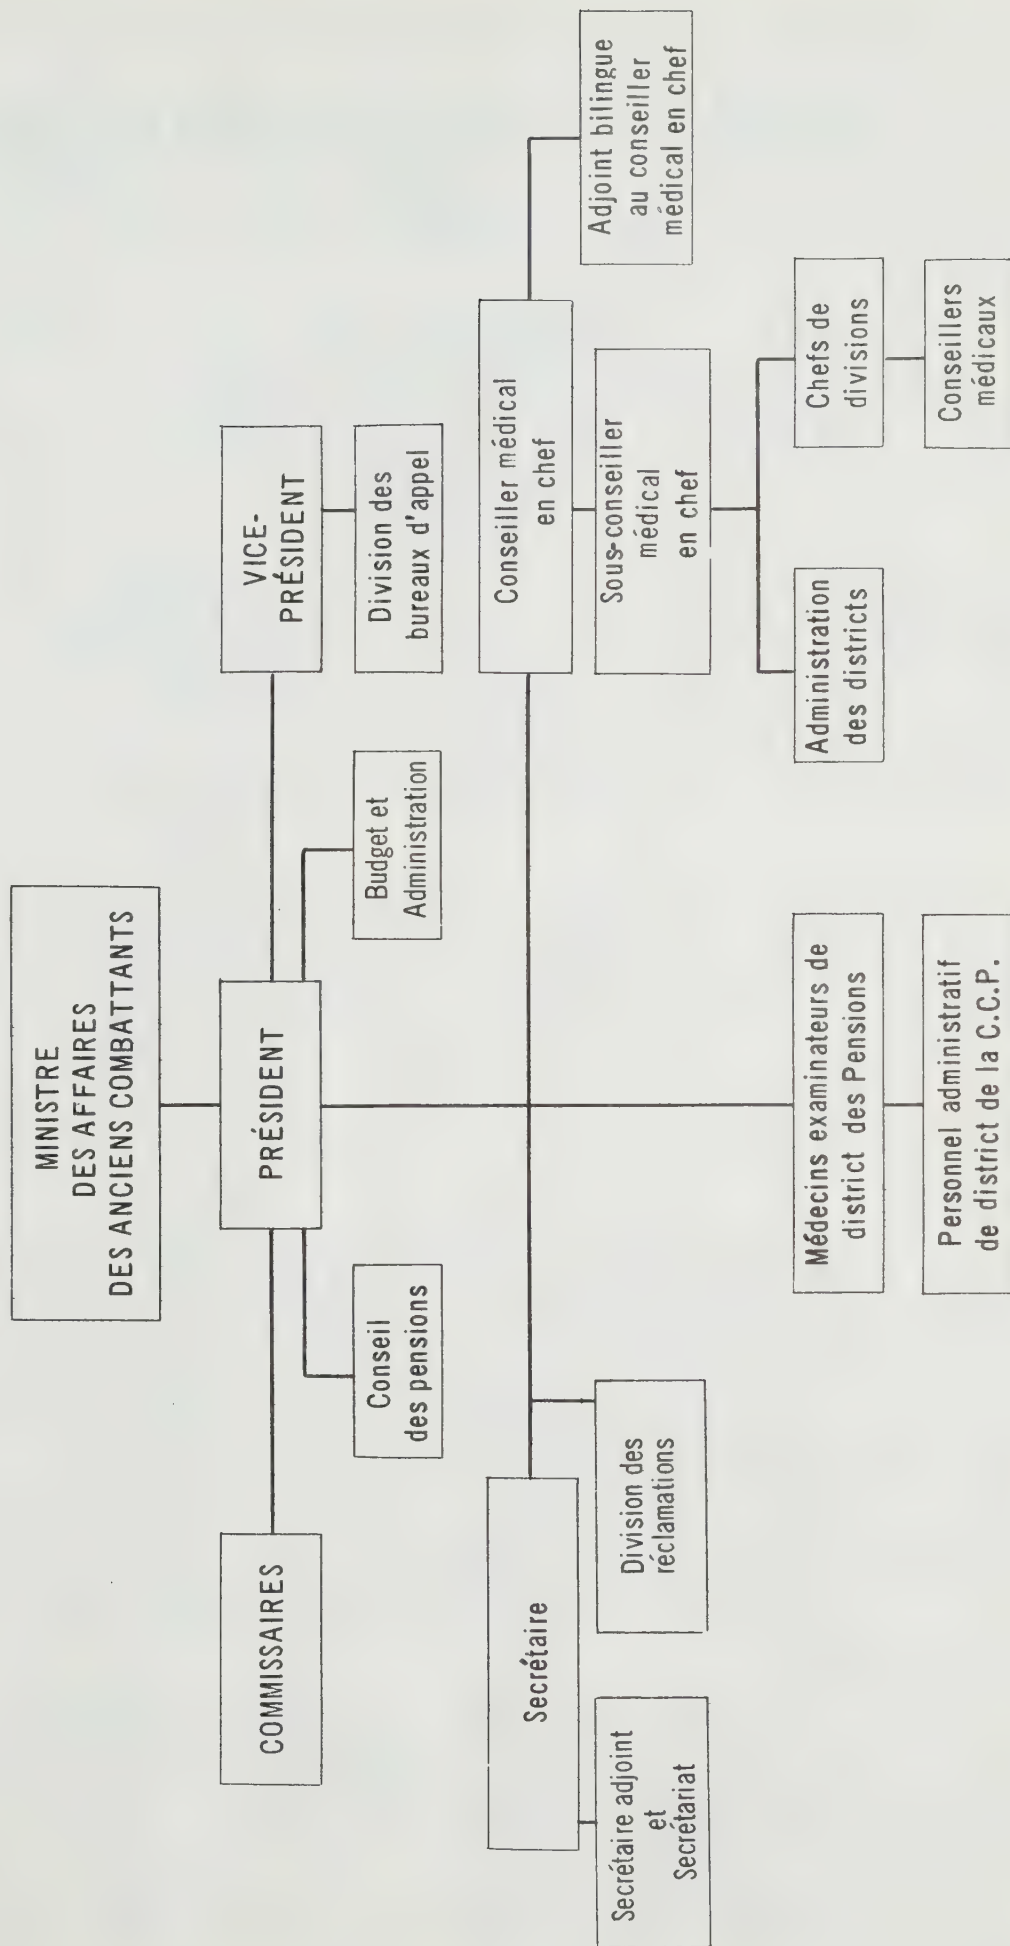 MINISTRE
DES AFFAIRES
DES ANCIENS COMBATTANTS
COMMISSAIRES
PRÉSIDENT
VICE-
PRÉSIDENT
Conseil
des pensions
Budget et
Administration
Division des
bureaux d'appel
Secrétaire
Conseiller médical
en chef
Secrétaire adjoint
et
Secrétariat
Division des
réclamations
Sous-conseiller
médical
en chef
Adjoint bilingue
au conseiller
médical en chef
Médecins examinateurs de
district des Pensions
Administration
des districts
Chefs de
divisions
Personnel administratif
de district de la C.C.P.
Conseillers
médicaux